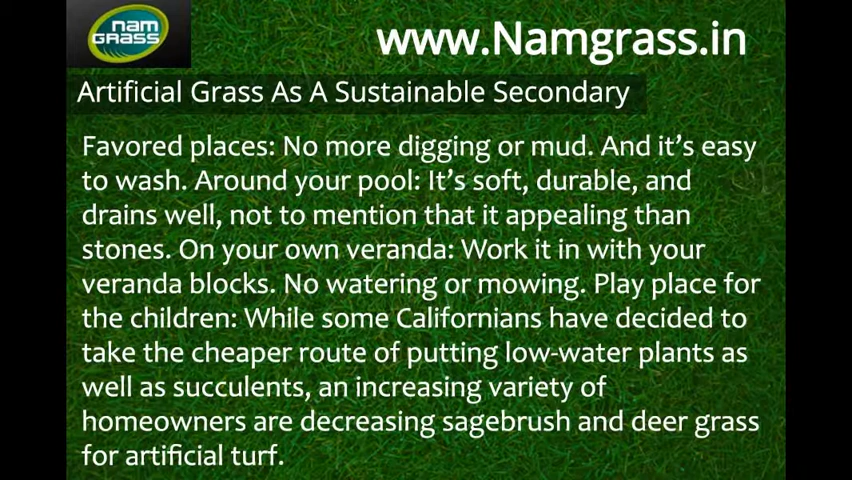 nam
GRASS
www.Namgrass.in
Artificial Grass As A Sustainable Secondary
Favored places: No more digging or mud. And it’s easy
to wash. Around your pool: It’s soft, durable, and
drains well, not to mention that it appealing than
stones. On your own veranda: Work it in with your
veranda blocks. No watering or mowing. Play place for
the children: While some Californians have decided to
take the cheaper route of putting low-water plants as
well as succulents, an increasing variety of
homeowners are decreasing sagebrush and deer grass
for artificial turf.